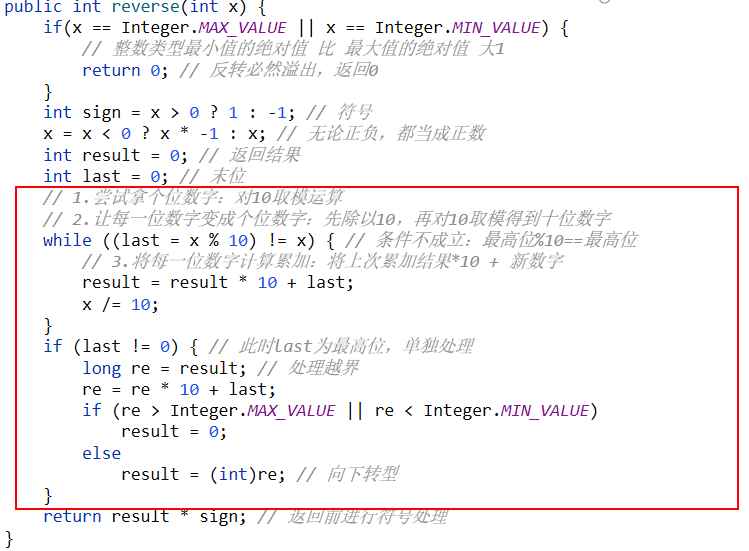 public int reverse(int x) {
    if(x == Integer.MAX_VALUE || x == Integer.MIN_VALUE) {
        // 整数类型最小值的绝对值 比 最大值的绝对值 大1
        return 0; // 反转必然溢出，返回0
    }
    int sign = x > 0 ? 1 : -1; // 符号
    x = x < 0 ? x * -1 : x; // 无论正负，都当成正数
    int result = 0; // 返回结果
    int last = 0; // 末位
    // 1.尝试拿个位数字：对10取模运算
    // 2.让每一位数字变成个位数字：先除以10，再对10取模得到十位数字
    while ((last = x % 10) != x) { // 条件不成立：最高位%10==最高位
        // 3.将每一位数字计算累加：将上次累加结果*10 + 新数字
        result = result * 10 + last;
        x /= 10;
    }
    if (last != 0) { // 此时last为最高位，单独处理
        long re = result; // 处理越界
        re = re * 10 + last;
        if (re > Integer.MAX_VALUE || re < Integer.MIN_VALUE)
            result = 0;
        else
            result = (int)re; // 向下转型
    }
    return result * sign; // 返回前进行符号处理
}